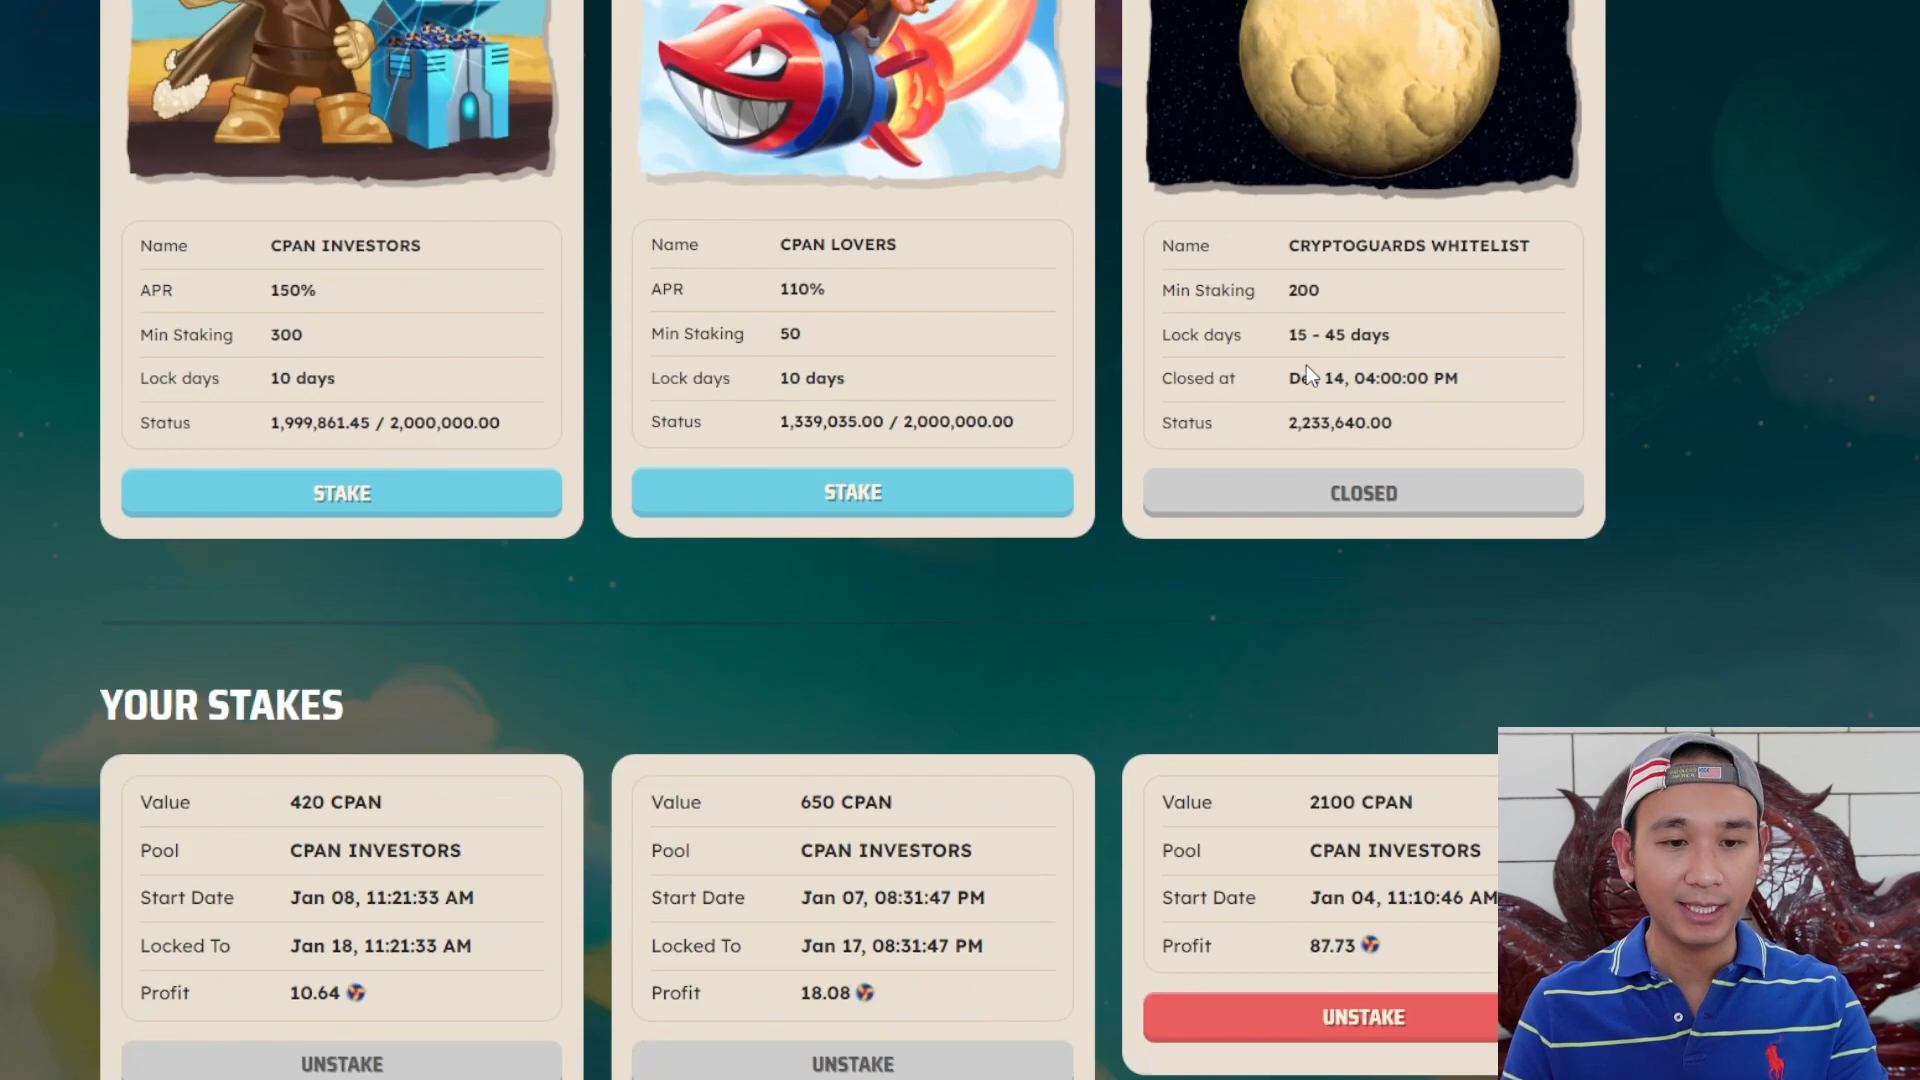 Name CPAN INVESTORS
APR 150%
Min Staking 300
Lock days 10 days
Status 1,999,861.45 / 2,000,000.00
STAKE
Name CPAN LOVERS
APR 110%
Min Staking 50
Lock days 10 days
Status 1,339,035.00 / 2,000,000.00
STAKE
Name CRYPTOGUARDS WHITELIST
Min Staking 200
Lock days 15 - 45 days
Closed at 14, 04:00:00 PM
Status 2,233,640.00
CLOSED
YOUR STAKES
Value 420 CPAN
Pool CPAN INVESTORS
Start Date Jan 08, 11:21:33 AM
Locked To Jan 18, 11:21:33 AM
Profit 10.64
UNSTAKE
Value 650 CPAN
Pool CPAN INVESTORS
Start Date Jan 07, 08:31:47 PM
Locked To Jan 17, 08:31:47 PM
Profit 18.08
UNSTAKE
Value 2100 CPAN
Pool CPAN INVESTORS
Start Date Jan 04, 11:10:46 AM
Profit 87.73
UNSTAKE